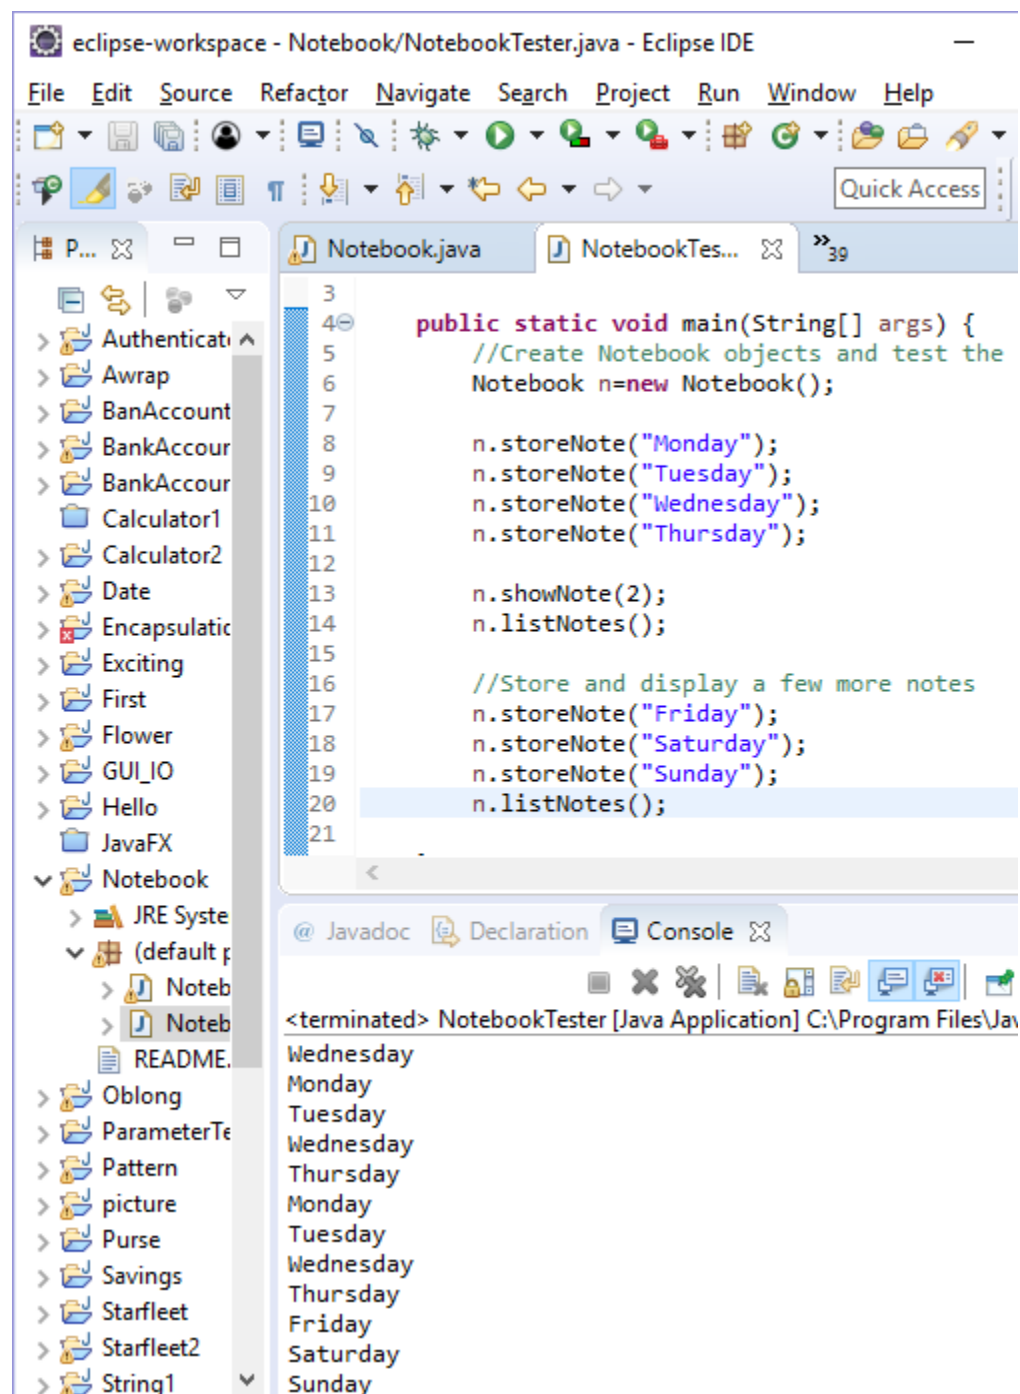 eclipse-workspace - Notebook/NotebookTester.java - Eclipse IDE
File Edit Source Refactor Navigate Search Project Run Window Help
Quick Access
P...
Notebook.java
NotebookTes...
»39
Authenticat
Awrap
BanAccount
BankAccour
BankAccour
Calculator1
Calculator2
Date
Encapsulatic
Exciting
First
Flower
GUI_IO
Hello
JavaFX
Notebook
JRE Syste
(default p
Noteb
Noteb
README.
Oblong
ParameterTe
Pattern
picture
Purse
Savings
Starfleet
Starfleet2
String1
3
4 public static void main(String[] args) {
5 //Create Notebook objects and test the
6 Notebook n=new Notebook();
7
8 n.storeNote("Monday");
9 n.storeNote("Tuesday");
10 n.storeNote("Wednesday");
11 n.storeNote("Thursday");
12
13 n.showNote(2);
14 n.listNotes();
15
16 //Store and display a few more notes
17 n.storeNote("Friday");
18 n.storeNote("Saturday");
19 n.storeNote("Sunday");
20 n.listNotes();
21
@ Javadoc Declaration Console
<terminated> NotebookTester [Java Application] C:\Program Files\Jav
Wednesday
Monday
Tuesday
Wednesday
Thursday
Monday
Tuesday
Wednesday
Thursday
Friday
Saturday
Sunday